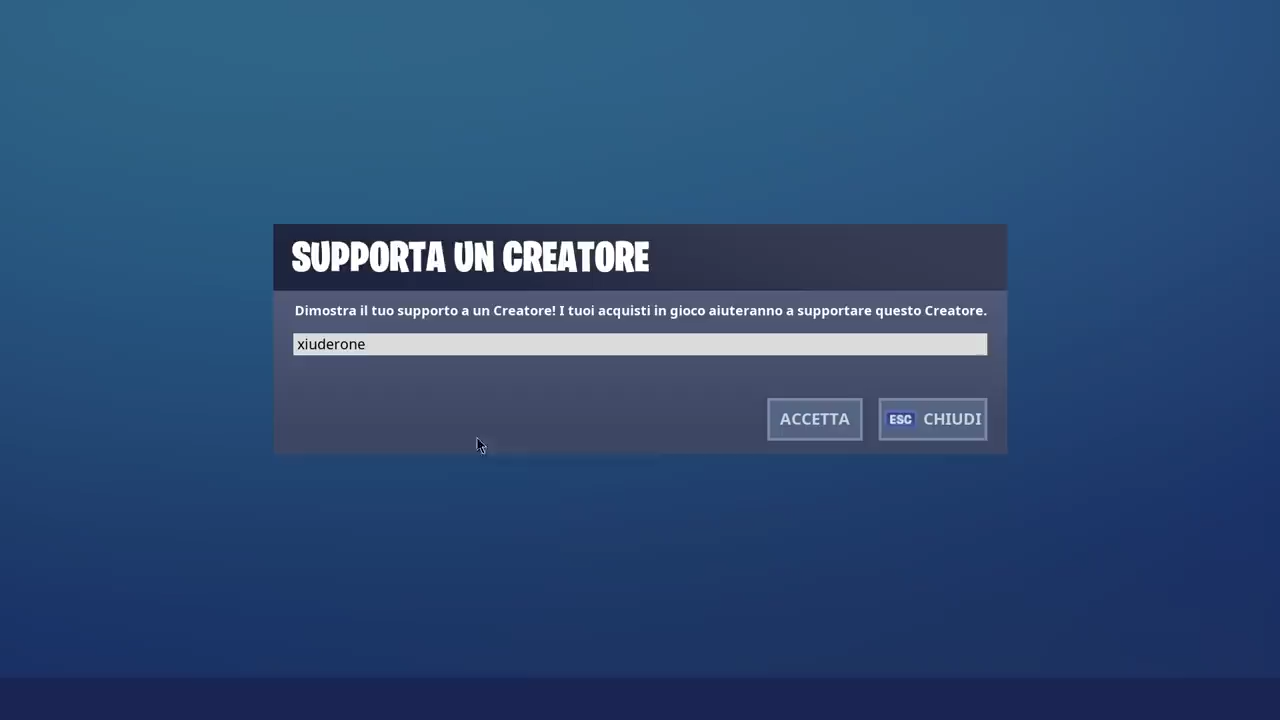 SUPPORTA UN CREATORE
Dimostra il tuo supporto a un Creatore! I tuoi acquisti in gioco aiuteranno a supportare questo Creatore.
xiuderone
ACCETTA
ESC CHIUDI